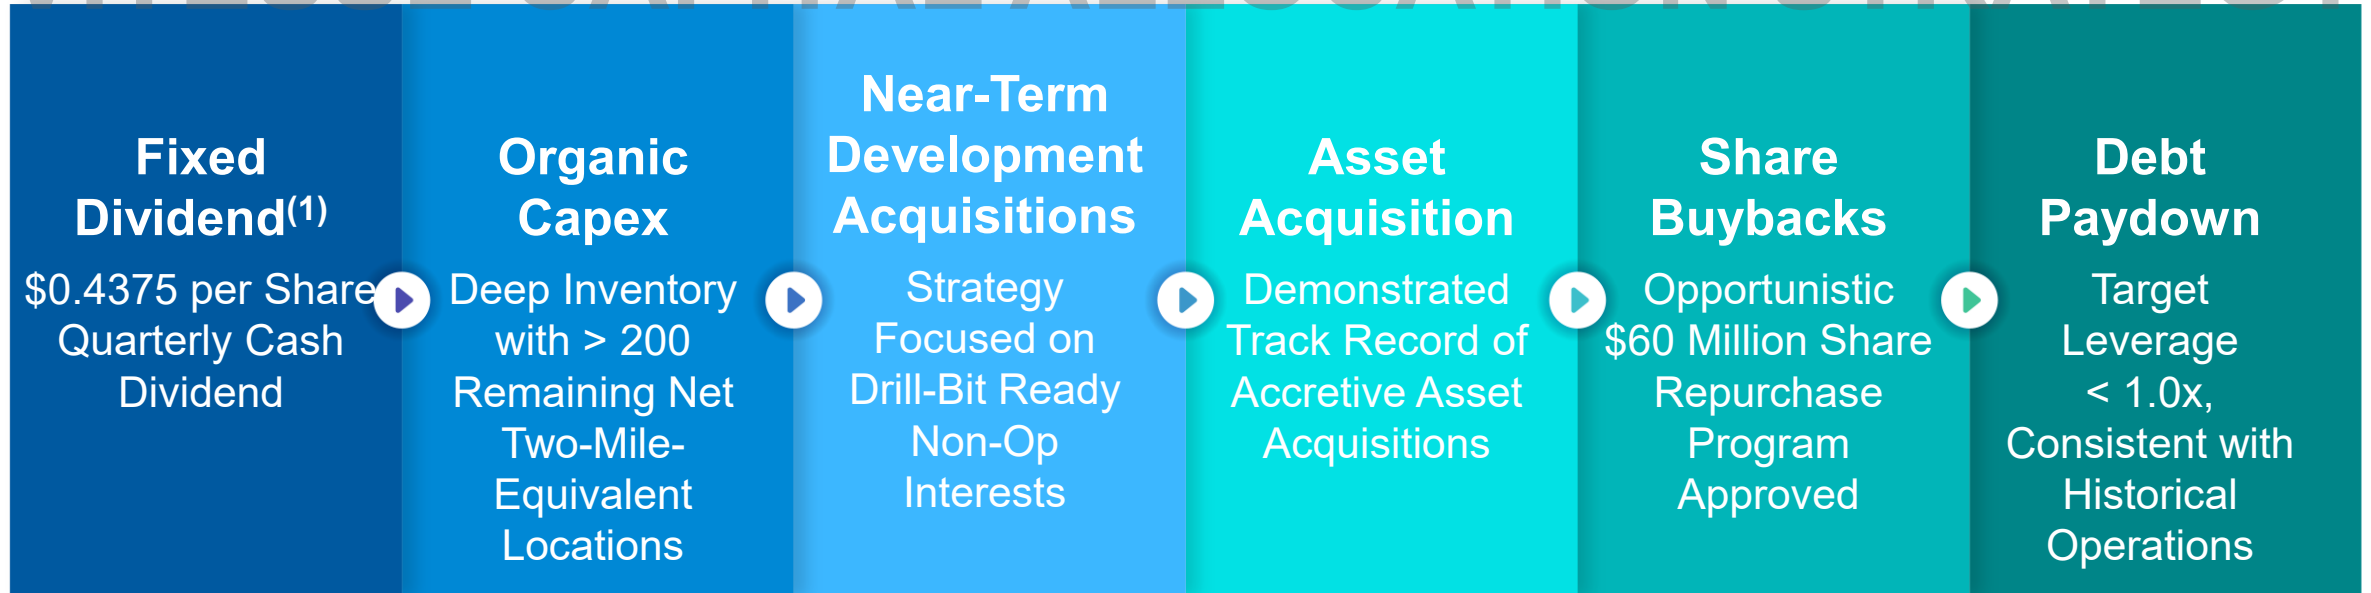 Fixed
Dividend(1)
$0.4375 per Share
Quarterly Cash
Dividend
Organic
Capex
Deep Inventory
with > 200
Remaining Net
Two-Mile-
Equivalent
Locations
Near-Term
Development
Acquisitions
Strategy
Focused on
Drill-Bit Ready
Non-Op
Interests
Asset
Acquisition
Demonstrated
Track Record of
Accretive Asset
Acquisitions
Share
Buybacks
Opportunistic
$60 Million Share
Repurchase
Program
Approved
Debt
Paydown
Target
Leverage
< 1.0x,
Consistent with
Historical
Operations